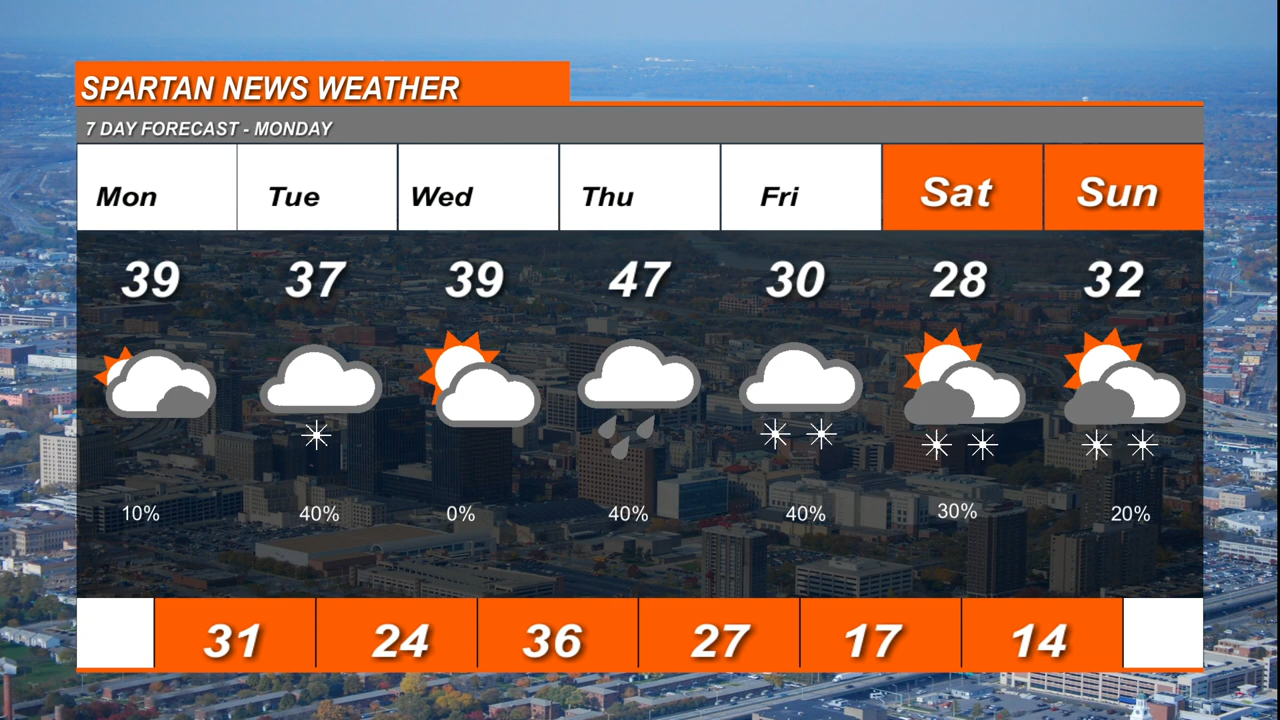 SPARTAN NEWS WEATHER
7 DAY FORECAST - MONDAY
Mon Tue Wed Thu Fri Sat Sun
39 37 39 47 30 28 32
10% 40% 0% 40% 40% 30% 20%
31 24 36 27 17 14